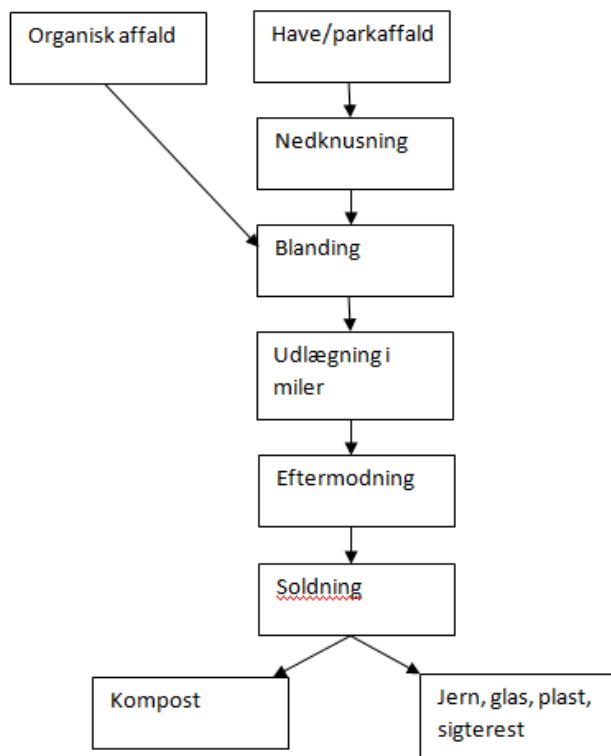 Organisk affald
Have/parkaffald
Nedknusning
Blanding
Udlægning i
miler
Eftermodning
Soldning
Kompost
Jern, glas, plast,
sigterest